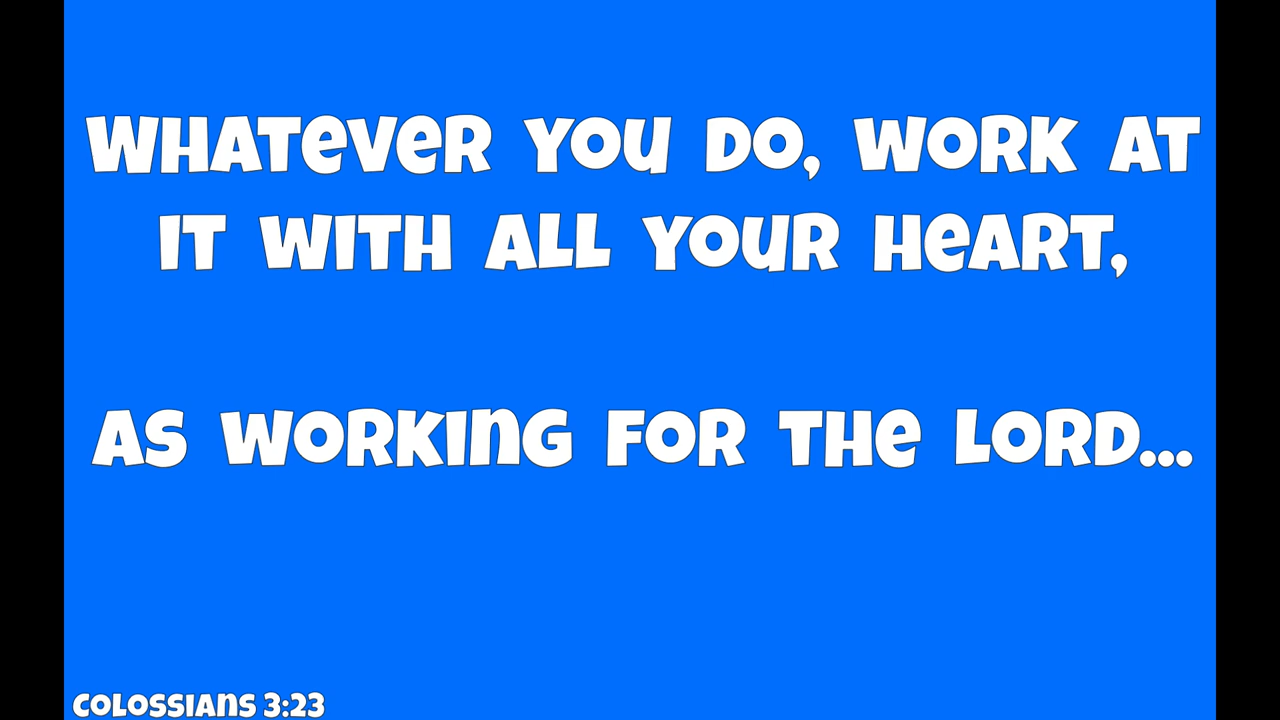 WHATEVER YOU DO, WORK AT
IT WITH ALL YOUR HEART,
AS WORKING FOR THE LORD...
COLOSSIANS 3:23